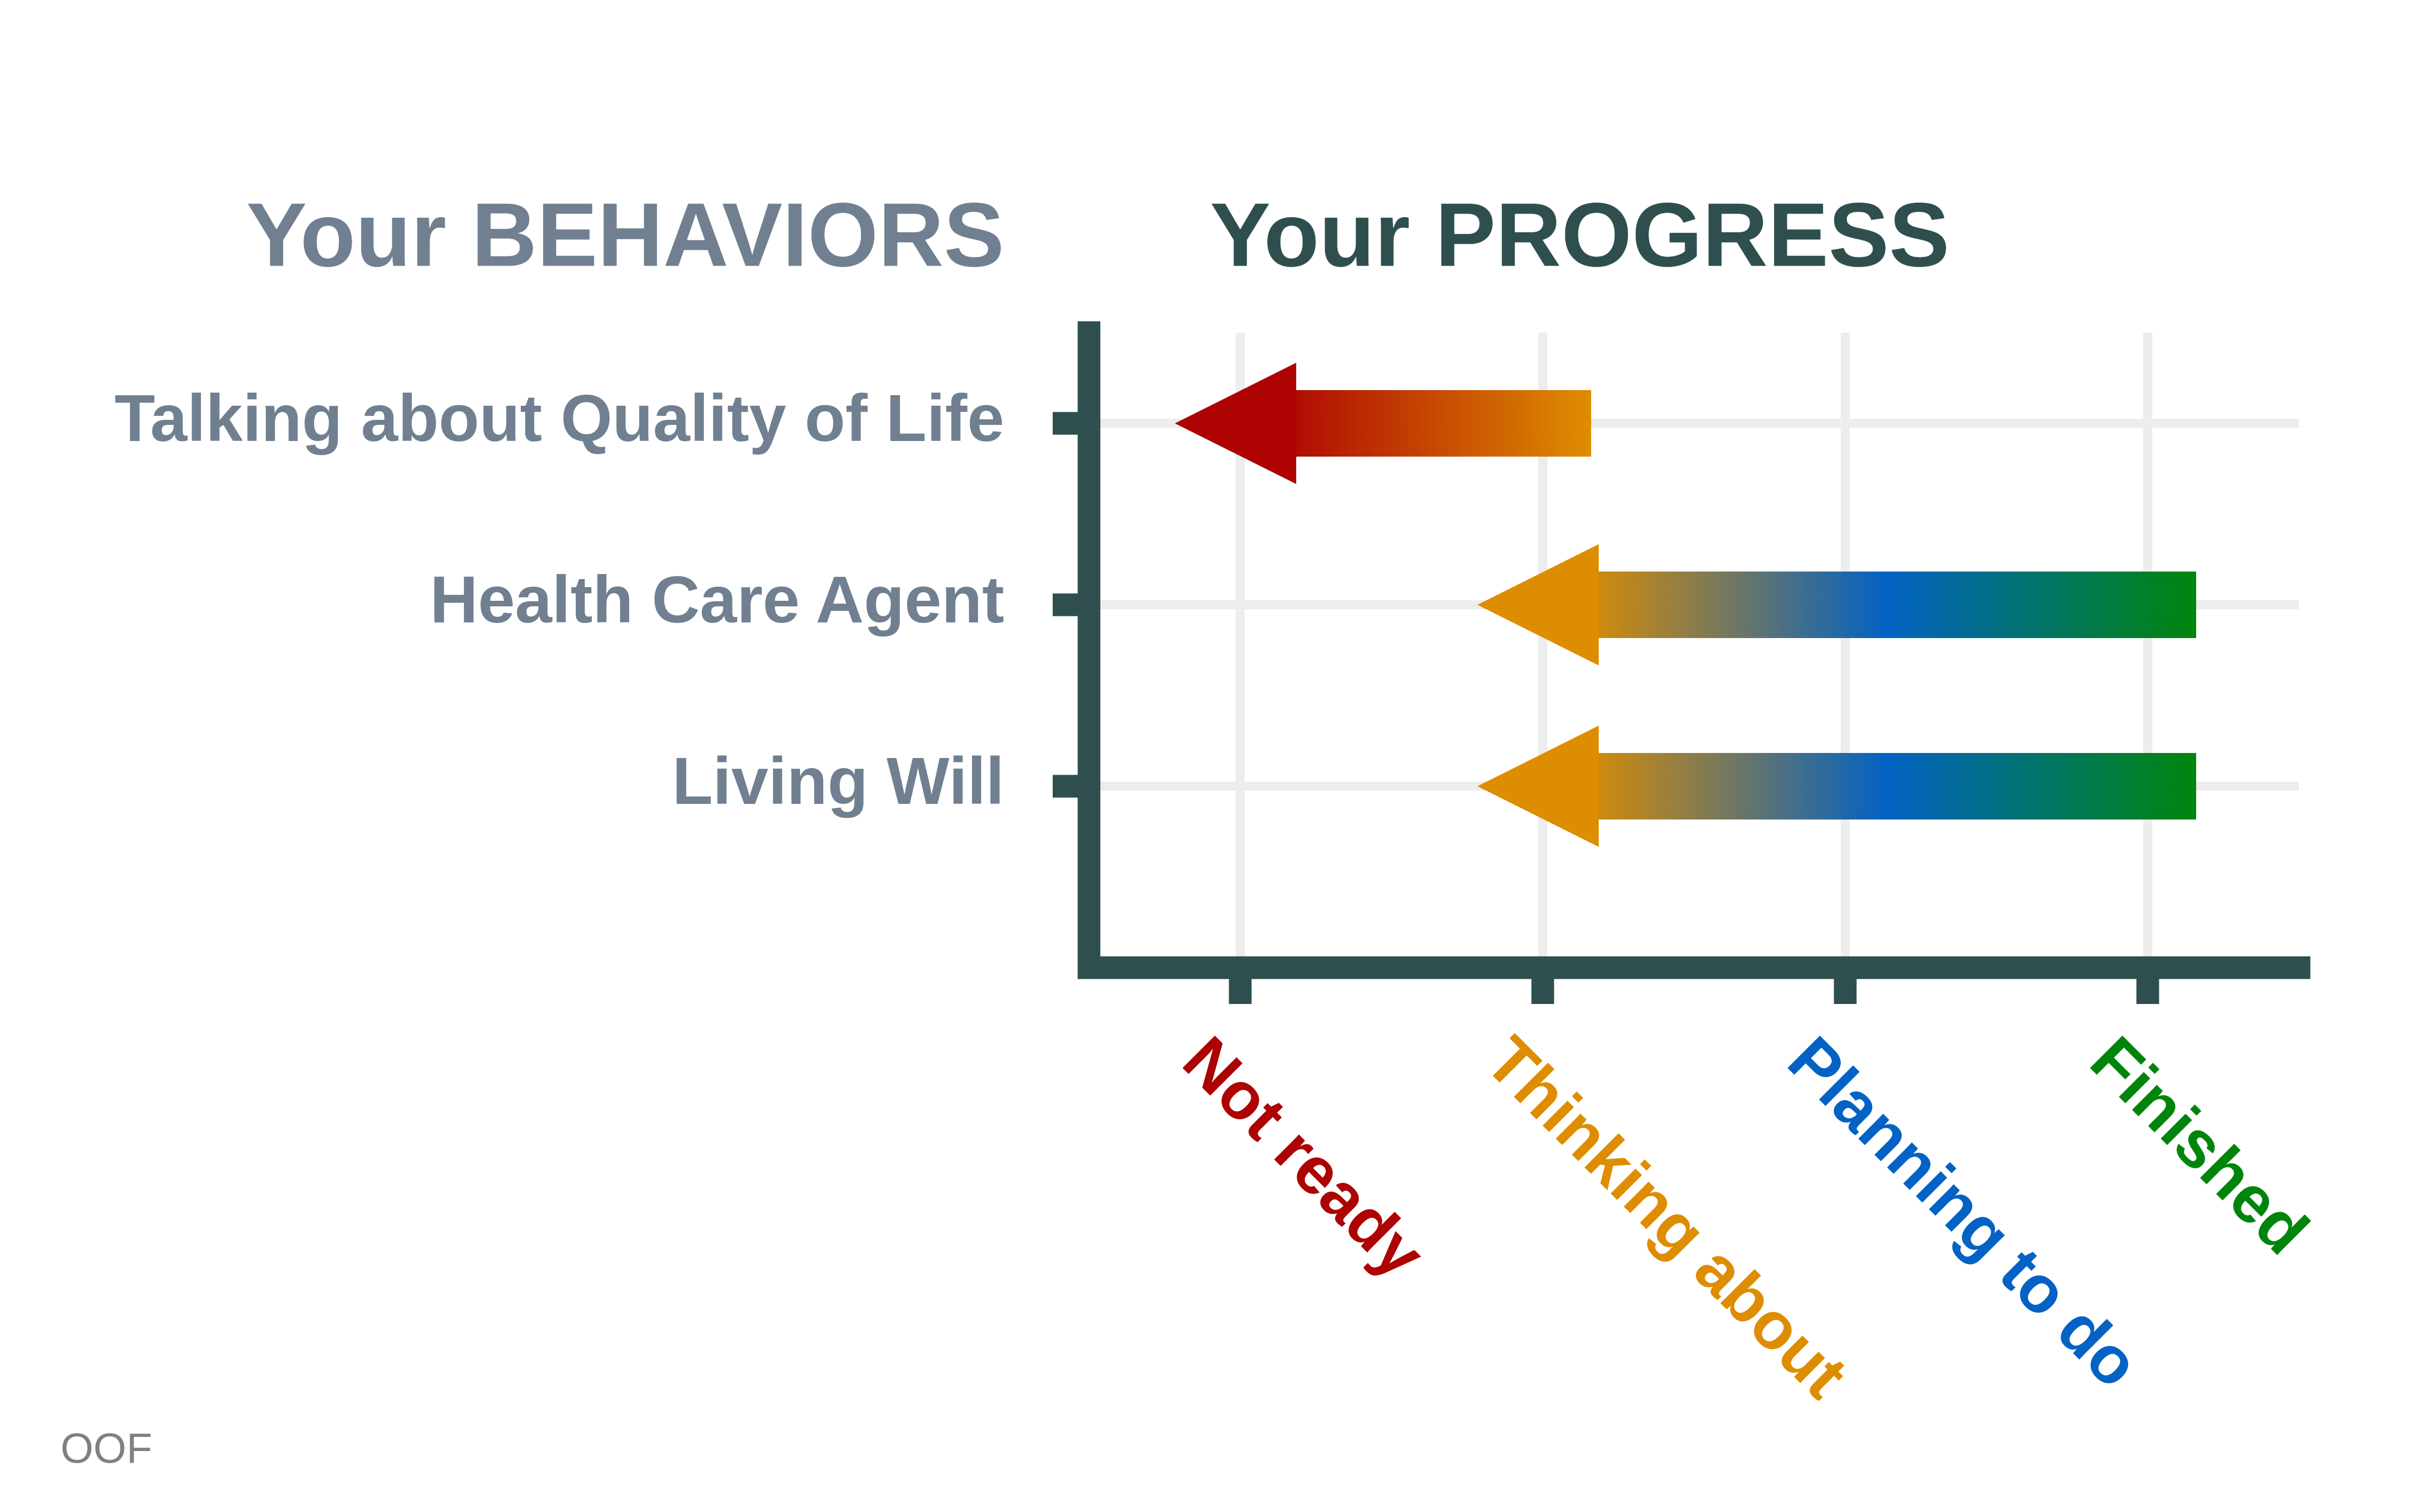 Your BEHAVIORS
Your PROGRESS
Talking about Quality of Life
Health Care Agent
Living Will
Not ready
Thinking about
Planning to do
Finished
OOF